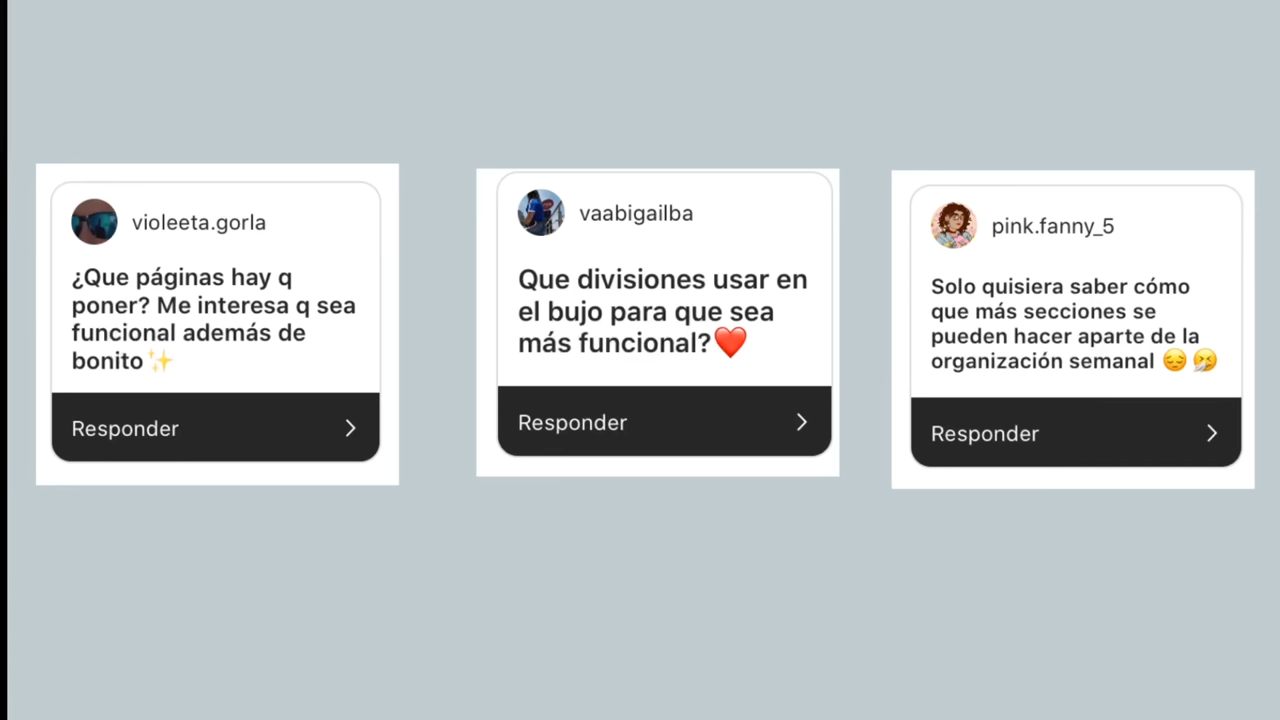 violeeta.gorla
¿Que páginas hay q
poner? Me interesa q sea
funcional además de
bonito✨
Responder
vaabigailba
Que divisiones usar en
el bujo para que sea
más funcional?❤️
Responder
pink.fanny_5
Solo quisiera saber cómo
que más secciones se
pueden hacer aparte de la
organización semanal 😔🤧
Responder